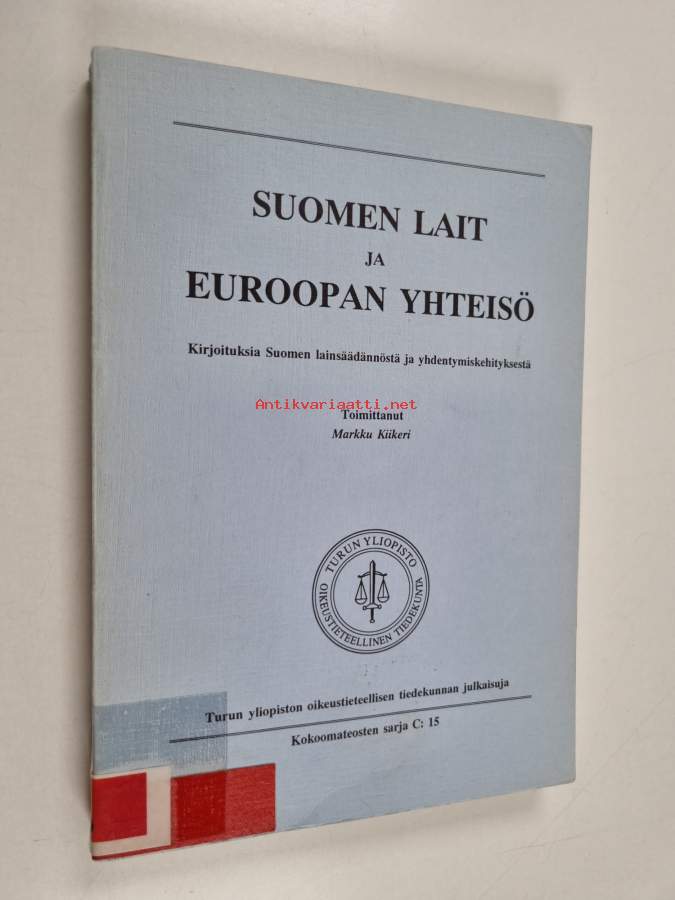 SUOMEN LAIT
JA
EUROOPAN YHTEISÖ
Kirjoituksia Suomen lainsäädännöstä ja yhdentymiskehityksestä
Antikvariaatti.net
Toimittanut
Markku Kiikeri
TURUN YLIOPISTO
OIKEUSTIETEELLINEN TIEDEKUNTA
Turun yliopiston oikeustieteellisen tiedekunnan julkaisuja
Kokoomateosten sarja C: 15